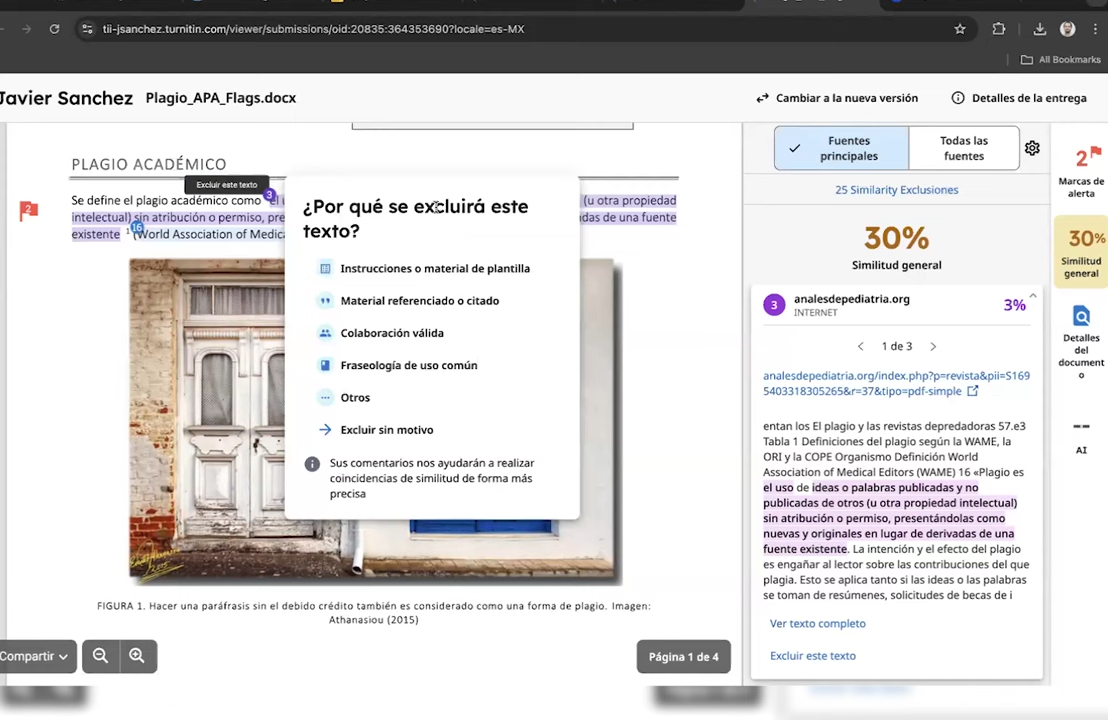 tii-jsanchez.turnitin.com/viewer/submissions/oid:20835:364353690?locale=es-MX
All Bookmarks
Javier Sanchez Plagio_APA_Flags.docx
Cambiar a la nueva versión
Detalles de la entrega
PLAGIO ACADÉMICO
Excluir este texto
2
Se define el plagio académico como 3 el (u otra propiedad
intelectual) sin atribución o permiso, pre das de una fuente
existente 1 16 (World Association of Medica
¿Por qué se excluirá este
texto?
Instrucciones o material de plantilla
Material referenciado o citado
Colaboración válida
Fraseología de uso común
Otros
Excluir sin motivo
Sus comentarios nos ayudarán a realizar
coincidencias de similitud de forma más
precisa
FIGURA 1. Hacer una paráfrasis sin el debido crédito también es considerado como una forma de plagio. Imagen:
Athanasiou (2015)
Compartir
Página 1 de 4
Fuentes
principales
Todas las
fuentes
25 Similarity Exclusions
30%
Similitud general
3
analesdepediatria.org
INTERNET
3%
1 de 3
analesdepediatria.org/index.php?p=revista&pii=S169
5403318305265&r=37&tipo=pdf-simple
entan los El plagio y las revistas depredadoras 57.e3
Tabla 1 Definiciones del plagio según la WAME, la
ORI y la COPE Organismo Definición World
Association of Medical Editors (WAME) 16 «Plagio es
el uso de ideas o palabras publicadas y no
publicadas de otros (u otra propiedad intelectual)
sin atribución o permiso, presentándolas como
nuevas y originales en lugar de derivadas de una
fuente existente. La intención y el efecto del plagio
es engañar al lector sobre las contribuciones del que
plagia. Esto se aplica tanto si las ideas o las palabras
se toman de resúmenes, solicitudes de becas de i
Ver texto completo
Excluir este texto
2
Marcas de
alerta
30%
Similitud
general
Detalles
del
document
o
--
AI